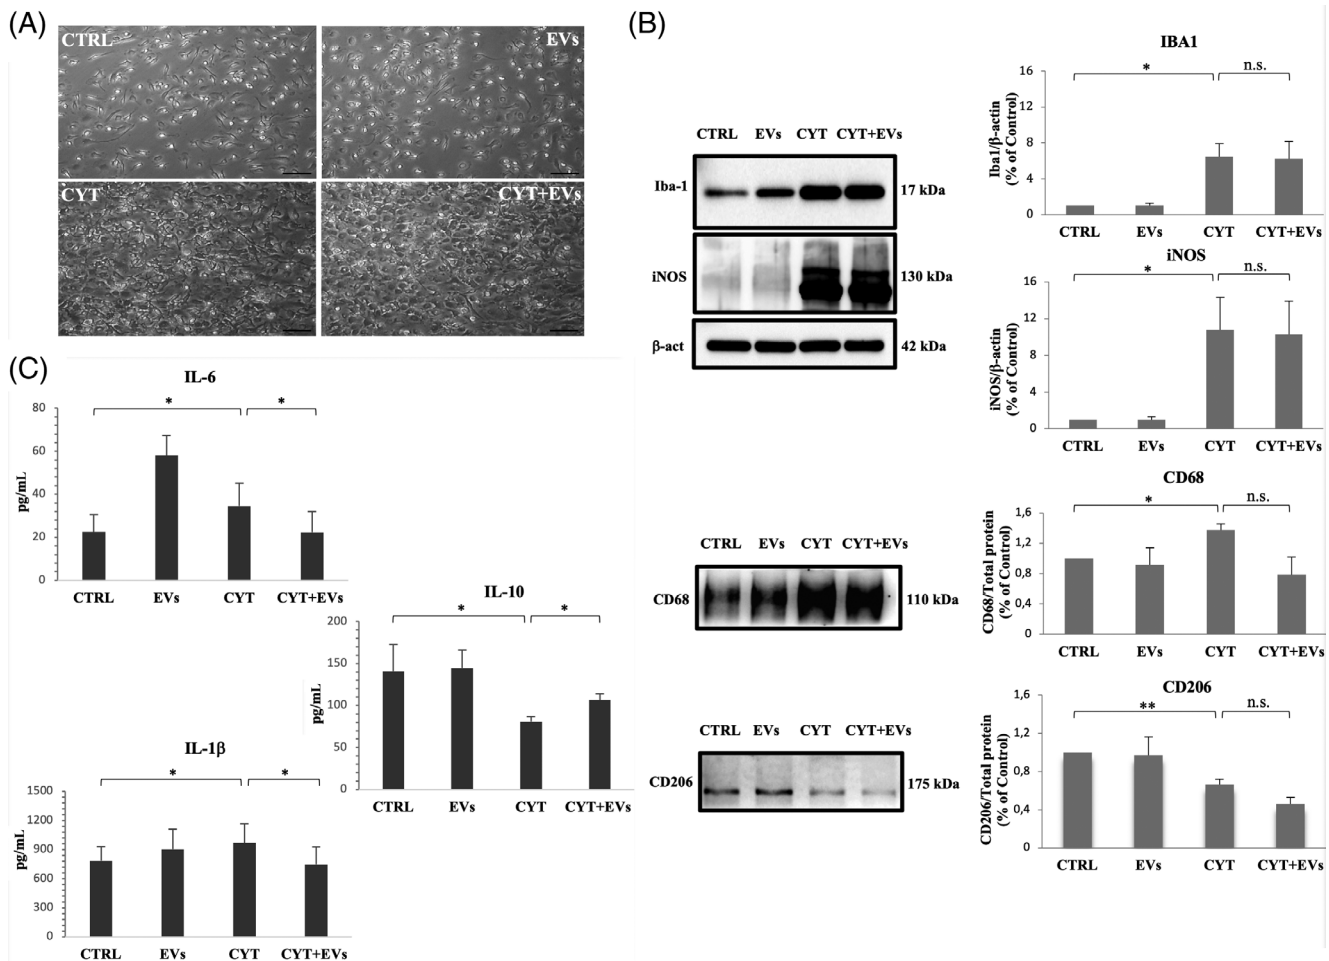 (A)
CTRL
EVs
CYT
CYT+EVs
(B)
CTRL EVs CYT CYT+EVs
Iba-1
17 kDa
iNOS
130 kDa
β-act
42 kDa
IBA1
* n.s.
Iba1/β-actin
(% of Control)
16
12
8
4
0
CTRL EVs CYT CYT+EVs
iNOS
* n.s.
iNOS/β-actin
(% of Control)
16
12
8
4
0
CTRL EVs CYT CYT+EVs
CTRL EVs CYT CYT+EVs
CD68
110 kDa
CD68
* n.s.
CD68/Total protein
(% of Control)
1,6
1,2
0,8
0,4
0
CTRL EVs CYT CYT+EVs
CTRL EVs CYT CYT+EVs
CD206
175 kDa
CD206
** n.s.
CD206/Total protein
(% of Control)
1,6
1,2
0,8
0,4
0
CTRL EVs CYT CYT+EVs
(C)
IL-6
* *
pg/mL
80
60
40
20
0
CTRL EVs CYT CYT+EVs
IL-10
* *
pg/mL
200
150
100
50
0
CTRL EVs CYT CYT+EVs
IL-1β
* *
pg/mL
1500
1200
900
600
300
0
CTRL EVs CYT CYT+EVs